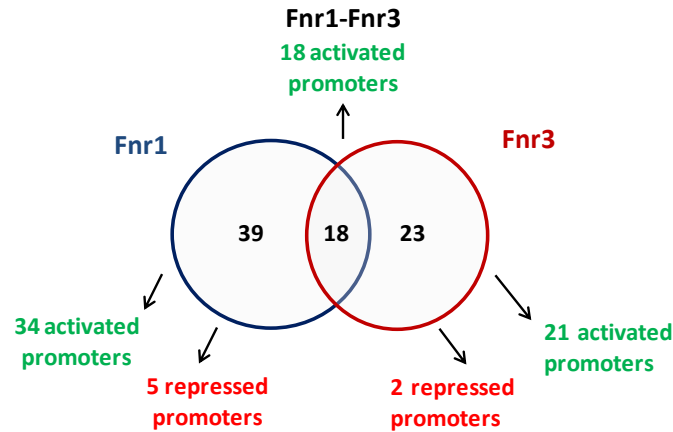 Fnr1-Fnr3
18 activated
promoters
Fnr1
Fnr3
39
18
23
34 activated
promoters
21 activated
promoters
5 repressed
promoters
2 repressed
promoters